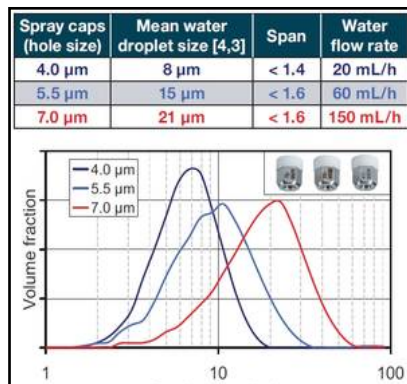 Spray caps (hole size) Mean water droplet size [4,3] Span Water flow rate
4.0 µm 8 µm < 1.4 20 mL/h
5.5 µm 15 µm < 1.6 60 mL/h
7.0 µm 21 µm < 1.6 150 mL/h
4.0 µm
5.5 µm
7.0 µm
Volume fraction
1 10 100